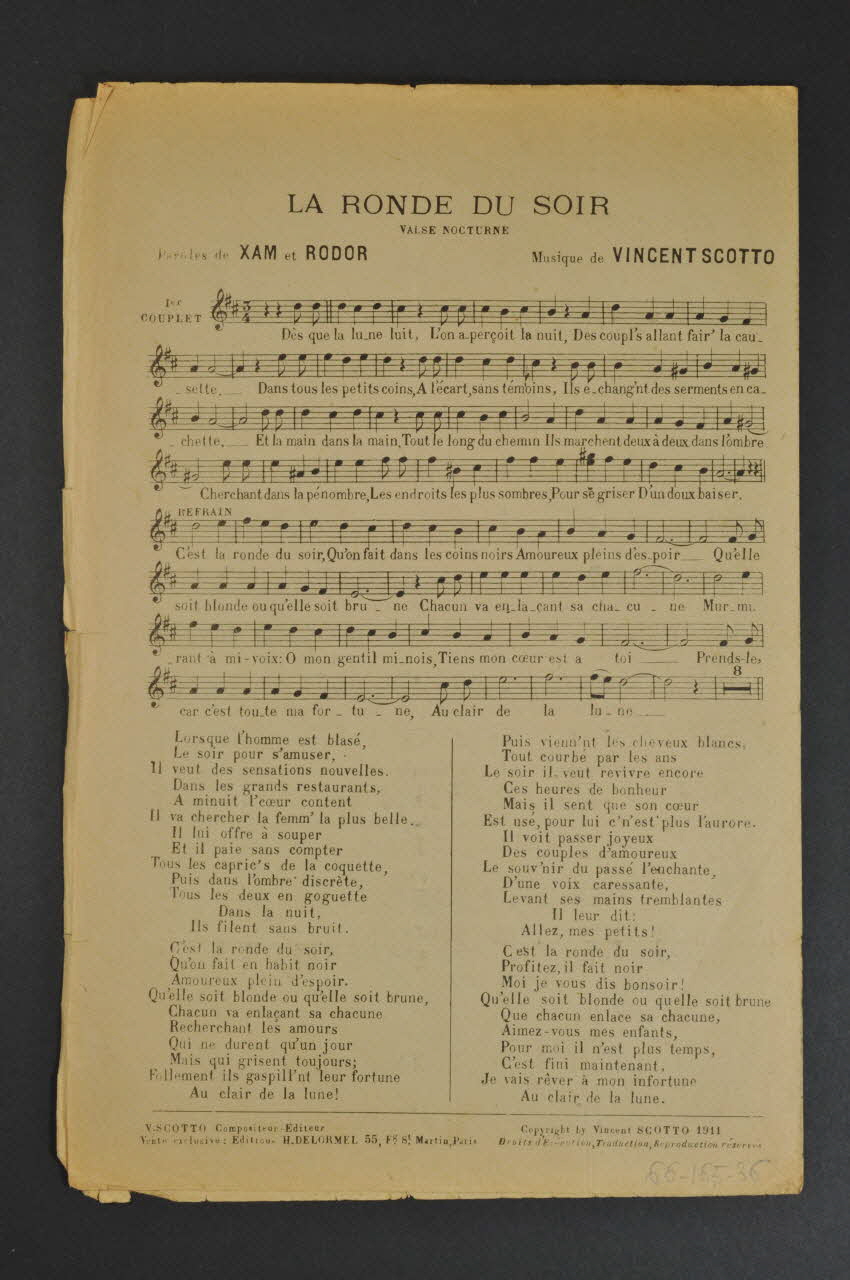 LA RONDE DU SOIR
VALSE NOCTURNE
Paroles de XAM et RODOR
Musique de VINCENT SCOTTO
1er COUPLET
3/4
Dès que la lu_ne luit, L'on a_perçoit la nuit, Des coupl's allant fair' la cau_
_sette. Dans tous les petits coins, A l'écart, sans témoins, Ils é_chang'nt des serments en ca_
_chette. Et la main dans la main, Tout le long du chemin Ils marchent deux à deux dans l'ombre
Cherchant dans la pénombre, Les endroits les plus sombres, Pour se griser D'un doux baiser.
REFRAIN
C'est la ronde du soir, Qu'on fait dans les coins noirs Amoureux pleins d'es_poir Qu'elle
soit blonde ou qu'elle soit bru _ ne Chacun va en_la_çant sa cha_cu _ ne Mur_mu_
_rant à mi-voix: O mon gentil mi_nois, Tiens mon cœur est a toi Prends-le,
8
car c'est tou_te ma for _ tu _ ne, Au clair de la lu _ ne
Lorsque l'homme est blasé,
Le soir pour s'amuser,
Il veut des sensations nouvelles.
Dans les grands restaurants,
A minuit l'cœur content
Il va chercher la femm' la plus belle.
Il lui offre à souper
Et il paie sans compter
Tous les capric's de la coquette,
Puis dans l'ombre discrète,
Tous les deux en goguette
Dans la nuit,
Ils filent sans bruit.
C'est la ronde du soir,
Qu'on fait en habit noir
Amoureux plein d'espoir.
Qu'elle soit blonde ou qu'elle soit brune,
Chacun va enlaçant sa chacune
Recherchant les amours
Qui ne durent qu'un jour
Mais qui grisent toujours;
Follement ils gaspill'nt leur fortune
Au clair de la lune!
Puis vienn'nt les cheveux blancs,
Tout courbe par les ans
Le soir il veut revivre encore
Ces heures de bonheur
Mais il sent que son cœur
Est usé, pour lui c'n'est plus l'aurore.
Il voit passer joyeux
Des couples d'amoureux
Le souv'nir du passé l'enchante,
D'une voix caressante,
Levant ses mains tremblantes
Il leur dit:
Allez, mes petits!
C'est la ronde du soir,
Profitez, il fait noir
Moi je vous dis bonsoir!
Qu'elle soit blonde ou quelle soit brune
Que chacun enlace sa chacune,
Aimez-vous mes enfants,
Pour moi il n'est plus temps,
C'est fini maintenant,
Je vais rêver à mon infortune
Au clair de la lune.
V. SCOTTO Compositeur-Editeur
Vente exclusive: Edition H. DELORMEL 55, Fg St Martin, Paris
Copyright by Vincent SCOTTO 1911
Droits d'Exécution, Traduction, Reproduction réservés
66-165-36